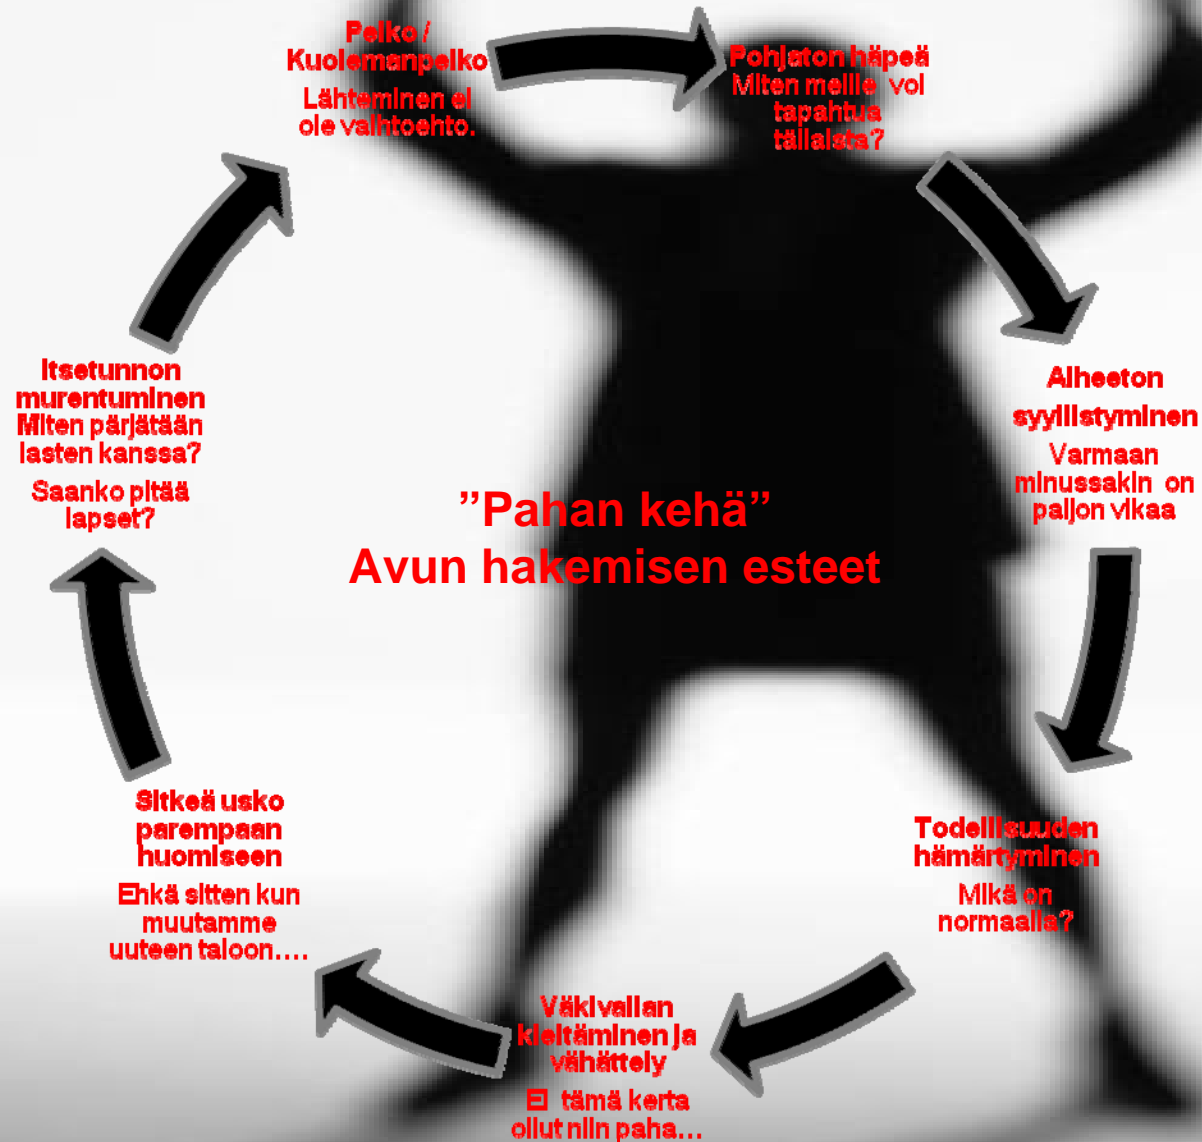 Pelko /
Kuolemanpelko
Lähteminen ei
ole vaihtoehto.
Pohjaton häpeä
Miten meille voi
tapahtua
tällaista?
Aiheeton
syyllistyminen
Varmaan
minussakin on
paljon vikaa
Todellisuuden
hämärtyminen
Mikä on
normaalia?
Väkivallan
kieltäminen ja
vähättely
Ei tämä kerta
ollut niin paha...
Sitkeä usko
parempaan
huomiseen
Ehkä sitten kun
muutamme
uuteen taloon....
Itsetunnon
murentuminen
Miten pärjätään
lasten kanssa?
Saanko pitää
lapset?
”Pahan kehä”
Avun hakemisen esteet